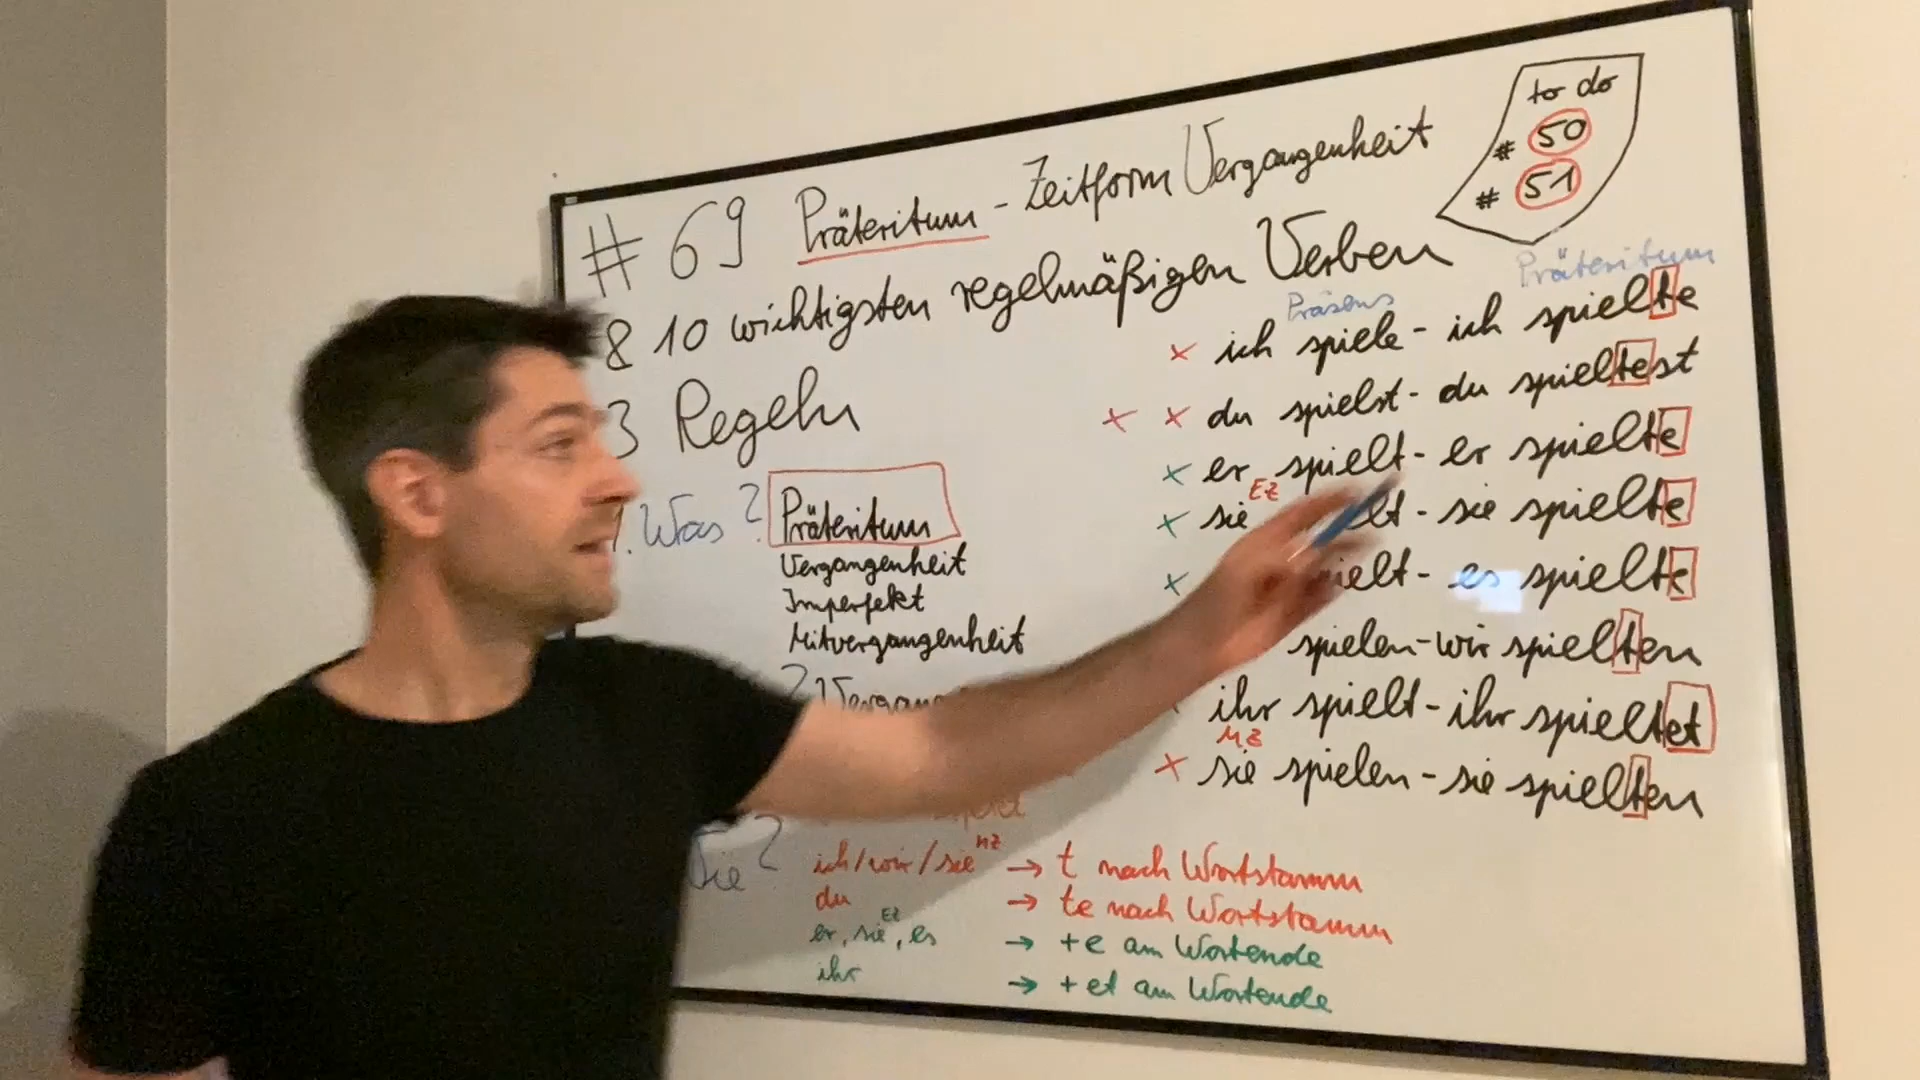 to do
# 50
# 51
# 69 Präteritum - Zeitform Vergangenheit
& 10 wichtigsten regelmäßigen Verben
3 Regeln
1. Was? Präteritum
Vergangenheit
Imperfekt
Mitvergangenheit
2
ich/wir/sie MZ → t nach Wortstamm
du → te nach Wortstamm
er, sie EZ, es → +e am Wortende
ihr → +et am Wortende
Präsens Präteritum
x ich spiele - ich spielte
x x du spielst - du spieltest
x er spielt - er spielte
EZ
x sie - sie spielte
x spielt - es spielte
spielen - wir spielten
ihr spielt - ihr spieltet
MZ
x sie spielen - sie spielten